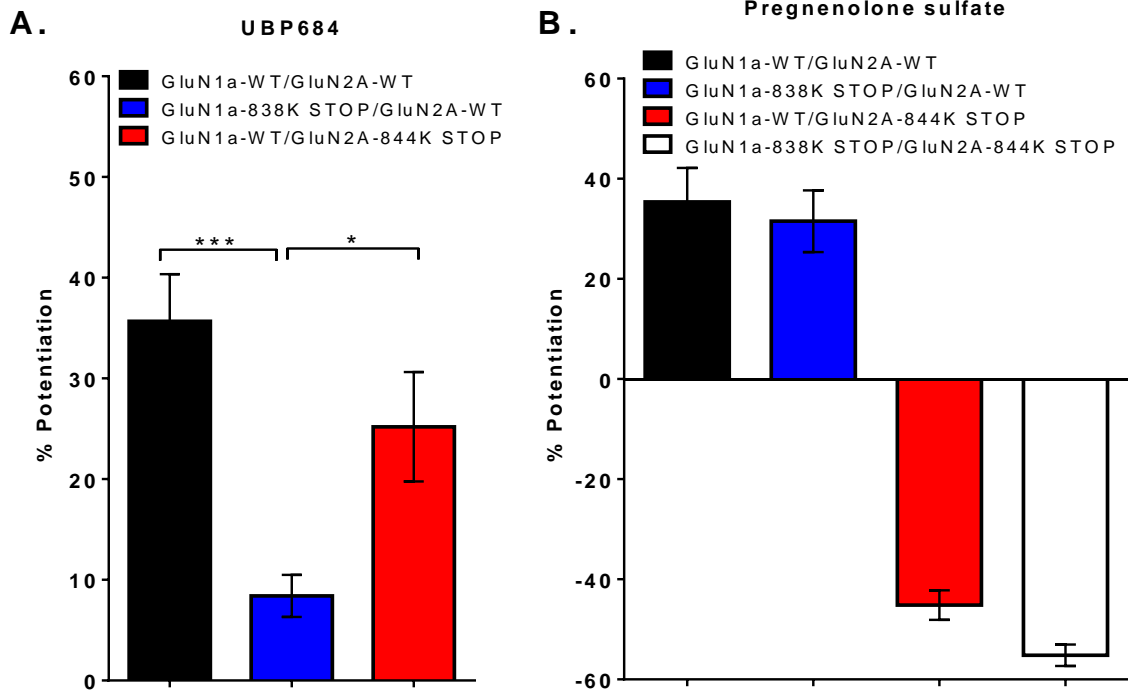 A.
UBP684
GluN1a-WT/GluN2A-WT
GluN1a-838K STOP/GluN2A-WT
GluN1a-WT/GluN2A-844K STOP
60
50
40
30
20
10
0
% Potentiation
***
*
B.
Pregnenolone sulfate
GluN1a-WT/GluN2A-WT
GluN1a-838K STOP/GluN2A-WT
GluN1a-WT/GluN2A-844K STOP
GluN1a-838K STOP/GluN2A-844K STOP
60
40
20
0
-20
-40
-60
% Potentiation